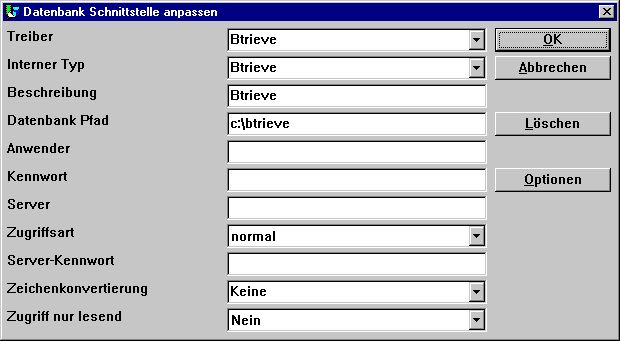 Datenbank Schnittstelle anpassen
Treiber Btrieve OK
Interner Typ Btrieve Abbrechen
Beschreibung Btrieve
Datenbank Pfad c:\btrieve Löschen
Anwender
Kennwort Optionen
Server
Zugriffsart normal
Server-Kennwort
Zeichenkonvertierung Keine
Zugriff nur lesend Nein